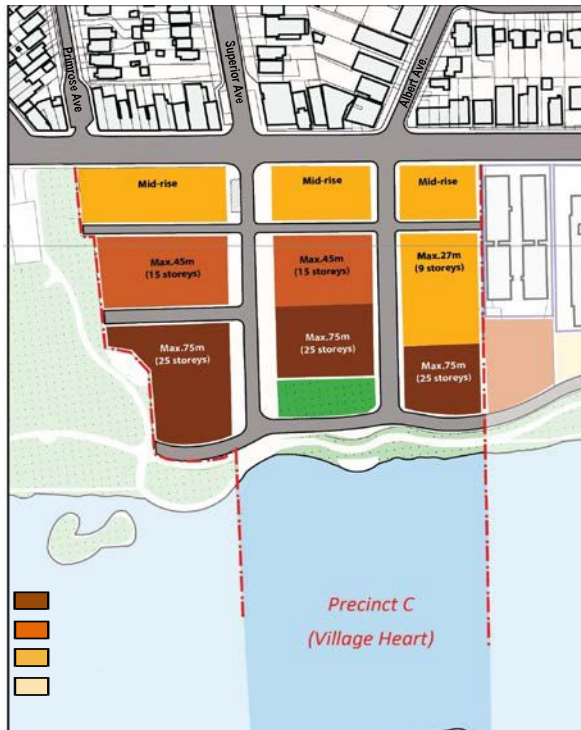 Primrose Ave
Superior Ave
Albert Ave.
Mid-rise
Mid-rise
Mid-rise
Max.45m
(15 storeys)
Max.45m
(15 storeys)
Max.27m
(9 storeys)
Max.75m
(25 storeys)
Max.75m
(25 storeys)
Max.75m
(25 storeys)
Precinct C
(Village Heart)